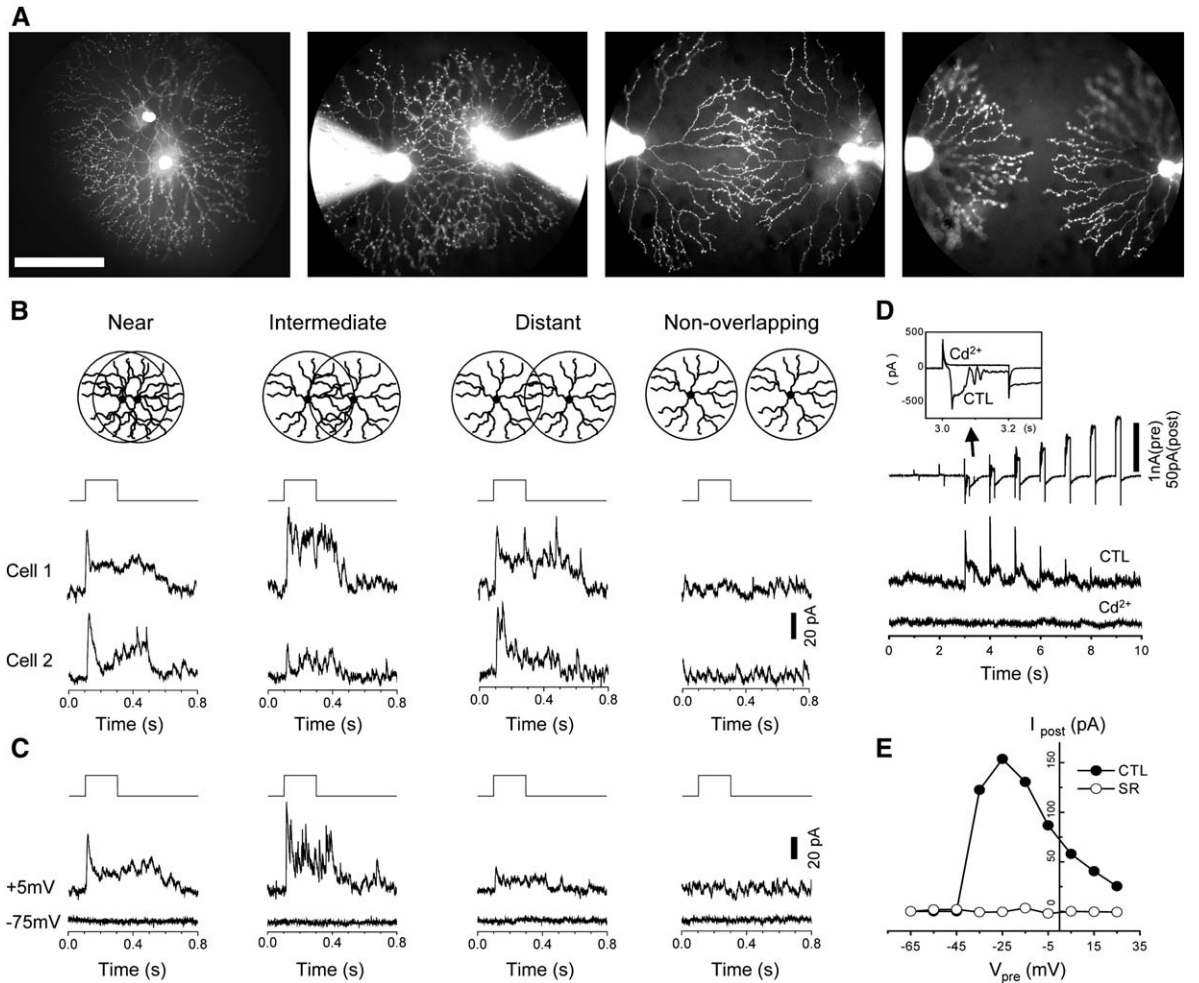 A
B
Near
Intermediate
Distant
Non-overlapping
Cell 1
Cell 2
20 pA
0.0 0.4 0.8
0.0 0.4 0.8
0.0 0.4 0.8
0.0 0.4 0.8
Time (s)
Time (s)
Time (s)
Time (s)
C
20 pA
+5mV
-75mV
0.0 0.4 0.8
0.0 0.4 0.8
0.0 0.4 0.8
0.0 0.4 0.8
Time (s)
Time (s)
Time (s)
Time (s)
D
500
0
-500
(pA)
Cd²⁺
CTL
3.0 3.2 (s)
1nA(pre)
50pA(post)
CTL
Cd²⁺
0 2 4 6 8 10
Time (s)
E
I post (pA)
150
100
50
0
CTL
SR
-65 -45 -25 -5 15 35
Vpre (mV)